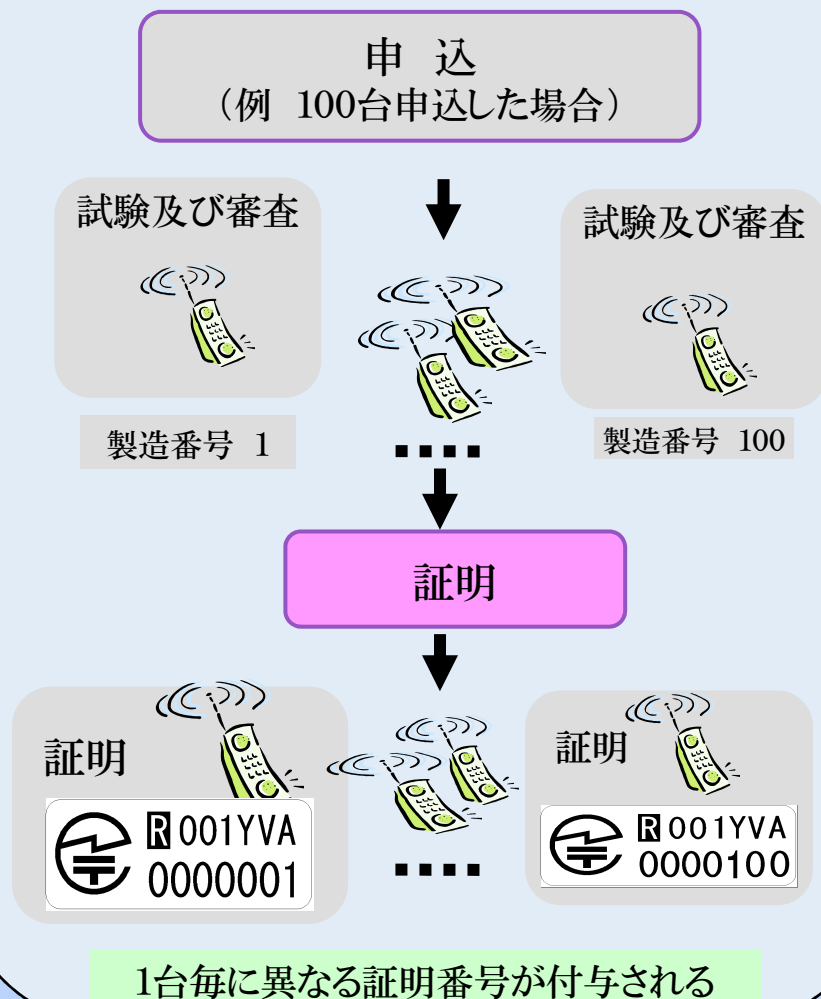 申 込
（例 100台申込した場合）
試験及び審査
試験及び審査
製造番号 1
製造番号 100
証明
証明
R 001YVA
0000001
証明
R 001YVA
0000100
1台毎に異なる証明番号が付与される